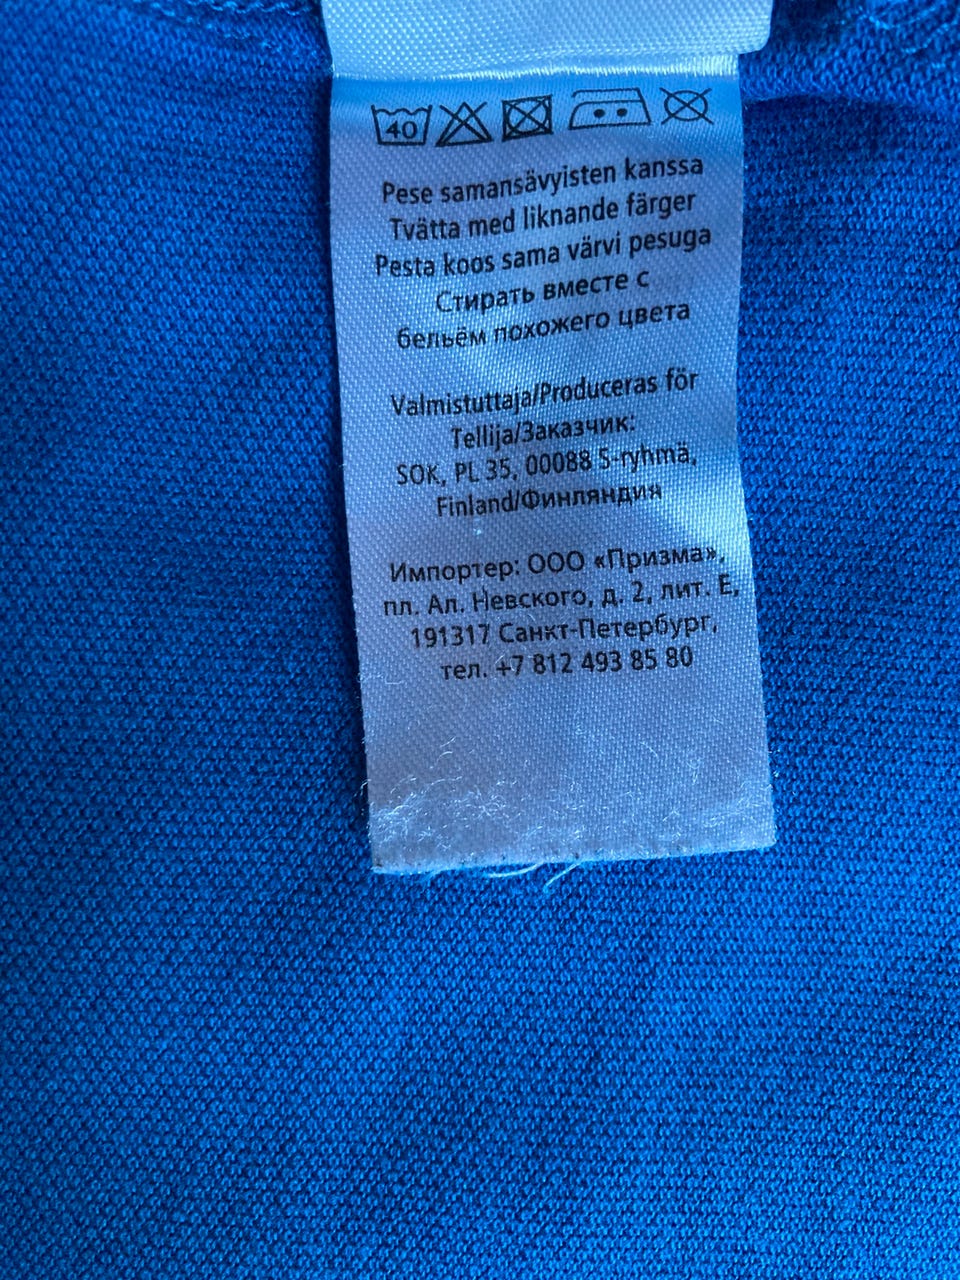 40
Pese samansävyisten kanssa
Tvätta med liknande färger
Pesta koos sama värvi pesuga
Стирать вместе с
бельём похожего цвета
Valmistuttaja/Produceras för
Tellija/Заказчик:
SOK, PL 35, 00088 S-ryhmä,
Finland/Финляндия
Импортер: ООО «Призма»,
пл. Ал. Невского, д. 2, лит. Е,
191317 Санкт-Петербург,
тел. +7 812 493 85 80